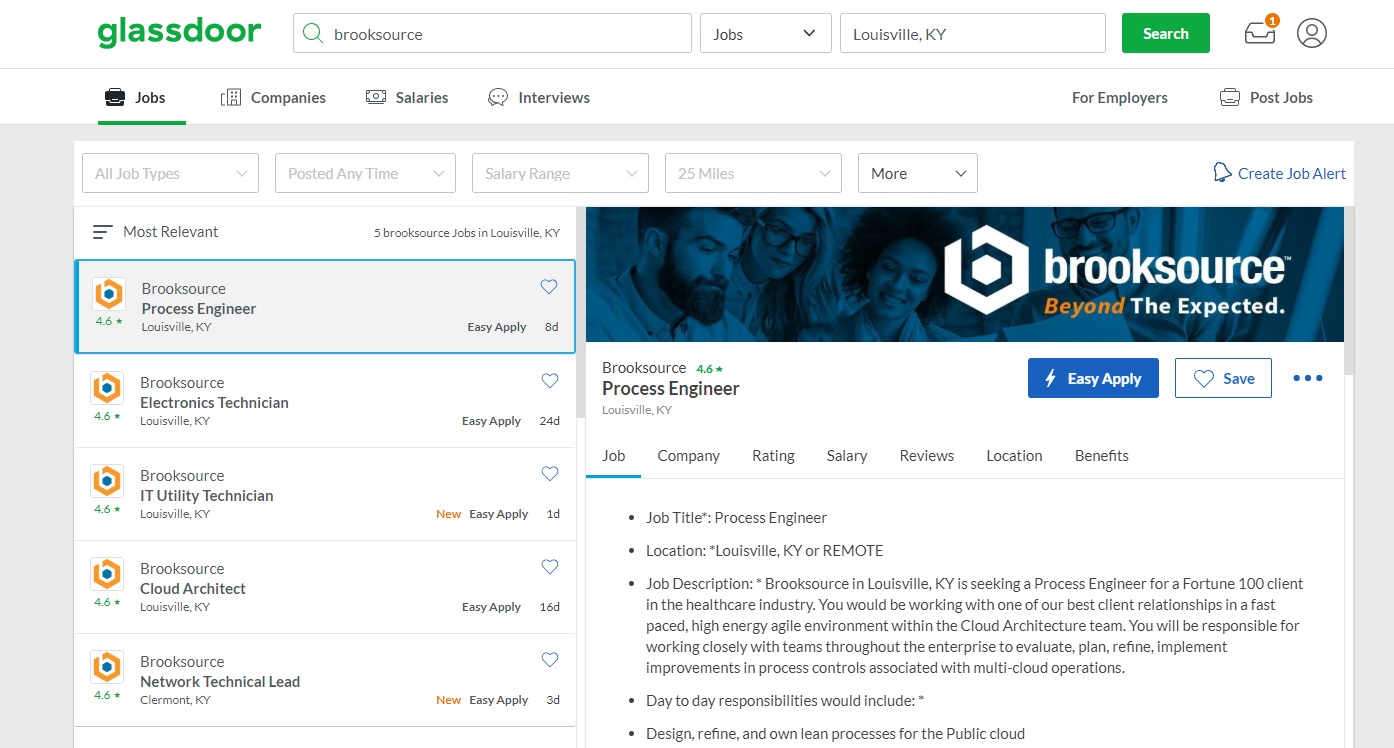 glassdoor
brooksource
Jobs
Louisville, KY
Search
1
Jobs
Companies
Salaries
Interviews
For Employers
Post Jobs
All Job Types
Posted Any Time
Salary Range
25 Miles
More
Create Job Alert
Most Relevant
5 brooksource Jobs in Louisville, KY
Brooksource
Process Engineer
4.6 ★
Louisville, KY
Easy Apply 8d
Brooksource
Electronics Technician
4.6 ★
Louisville, KY
Easy Apply 24d
Brooksource
IT Utility Technician
4.6 ★
Louisville, KY
New Easy Apply 1d
Brooksource
Cloud Architect
4.6 ★
Louisville, KY
Easy Apply 16d
Brooksource
Network Technical Lead
4.6 ★
Clermont, KY
New Easy Apply 3d
brooksource™
Beyond The Expected.
Brooksource 4.6 ★
Process Engineer
Louisville, KY
Easy Apply
Save
Job Company Rating Salary Reviews Location Benefits
• Job Title*: Process Engineer
• Location: *Louisville, KY or REMOTE
• Job Description: * Brooksource in Louisville, KY is seeking a Process Engineer for a Fortune 100 client
in the healthcare industry. You would be working with one of our best client relationships in a fast
paced, high energy agile environment within the Cloud Architecture team. You will be responsible for
working closely with teams throughout the enterprise to evaluate, plan, refine, implement
improvements in process controls associated with multi-cloud operations.
• Day to day responsibilities would include: *
• Design, refine, and own lean processes for the Public cloud